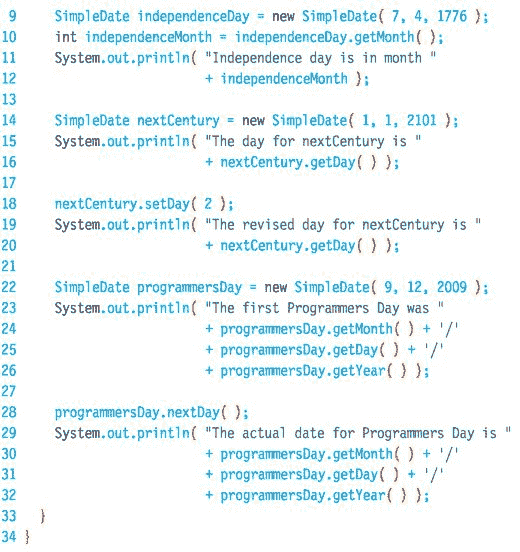 9     SimpleDate independenceDay = new SimpleDate( 7, 4, 1776 );
10    int independenceMonth = independenceDay.getMonth( );
11    System.out.println( "Independence day is in month "
12                        + independenceMonth );
13
14    SimpleDate nextCentury = new SimpleDate( 1, 1, 2101 );
15    System.out.println( "The day for nextCentury is "
16                        + nextCentury.getDay( ) );
17
18    nextCentury.setDay( 2 );
19    System.out.println( "The revised day for nextCentury is "
20                        + nextCentury.getDay( ) );
21
22    SimpleDate programmersDay = new SimpleDate( 9, 12, 2009 );
23    System.out.println( "The first Programmers Day was "
24                        + programmersDay.getMonth( ) + '/'
25                        + programmersDay.getDay( ) + '/'
26                        + programmersDay.getYear( ) );
27
28    programmersDay.nextDay( );
29    System.out.println( "The actual date for Programmers Day is "
30                        + programmersDay.getMonth( ) + '/'
31                        + programmersDay.getDay( ) + '/'
32                        + programmersDay.getYear( ) );
33   }
34 }